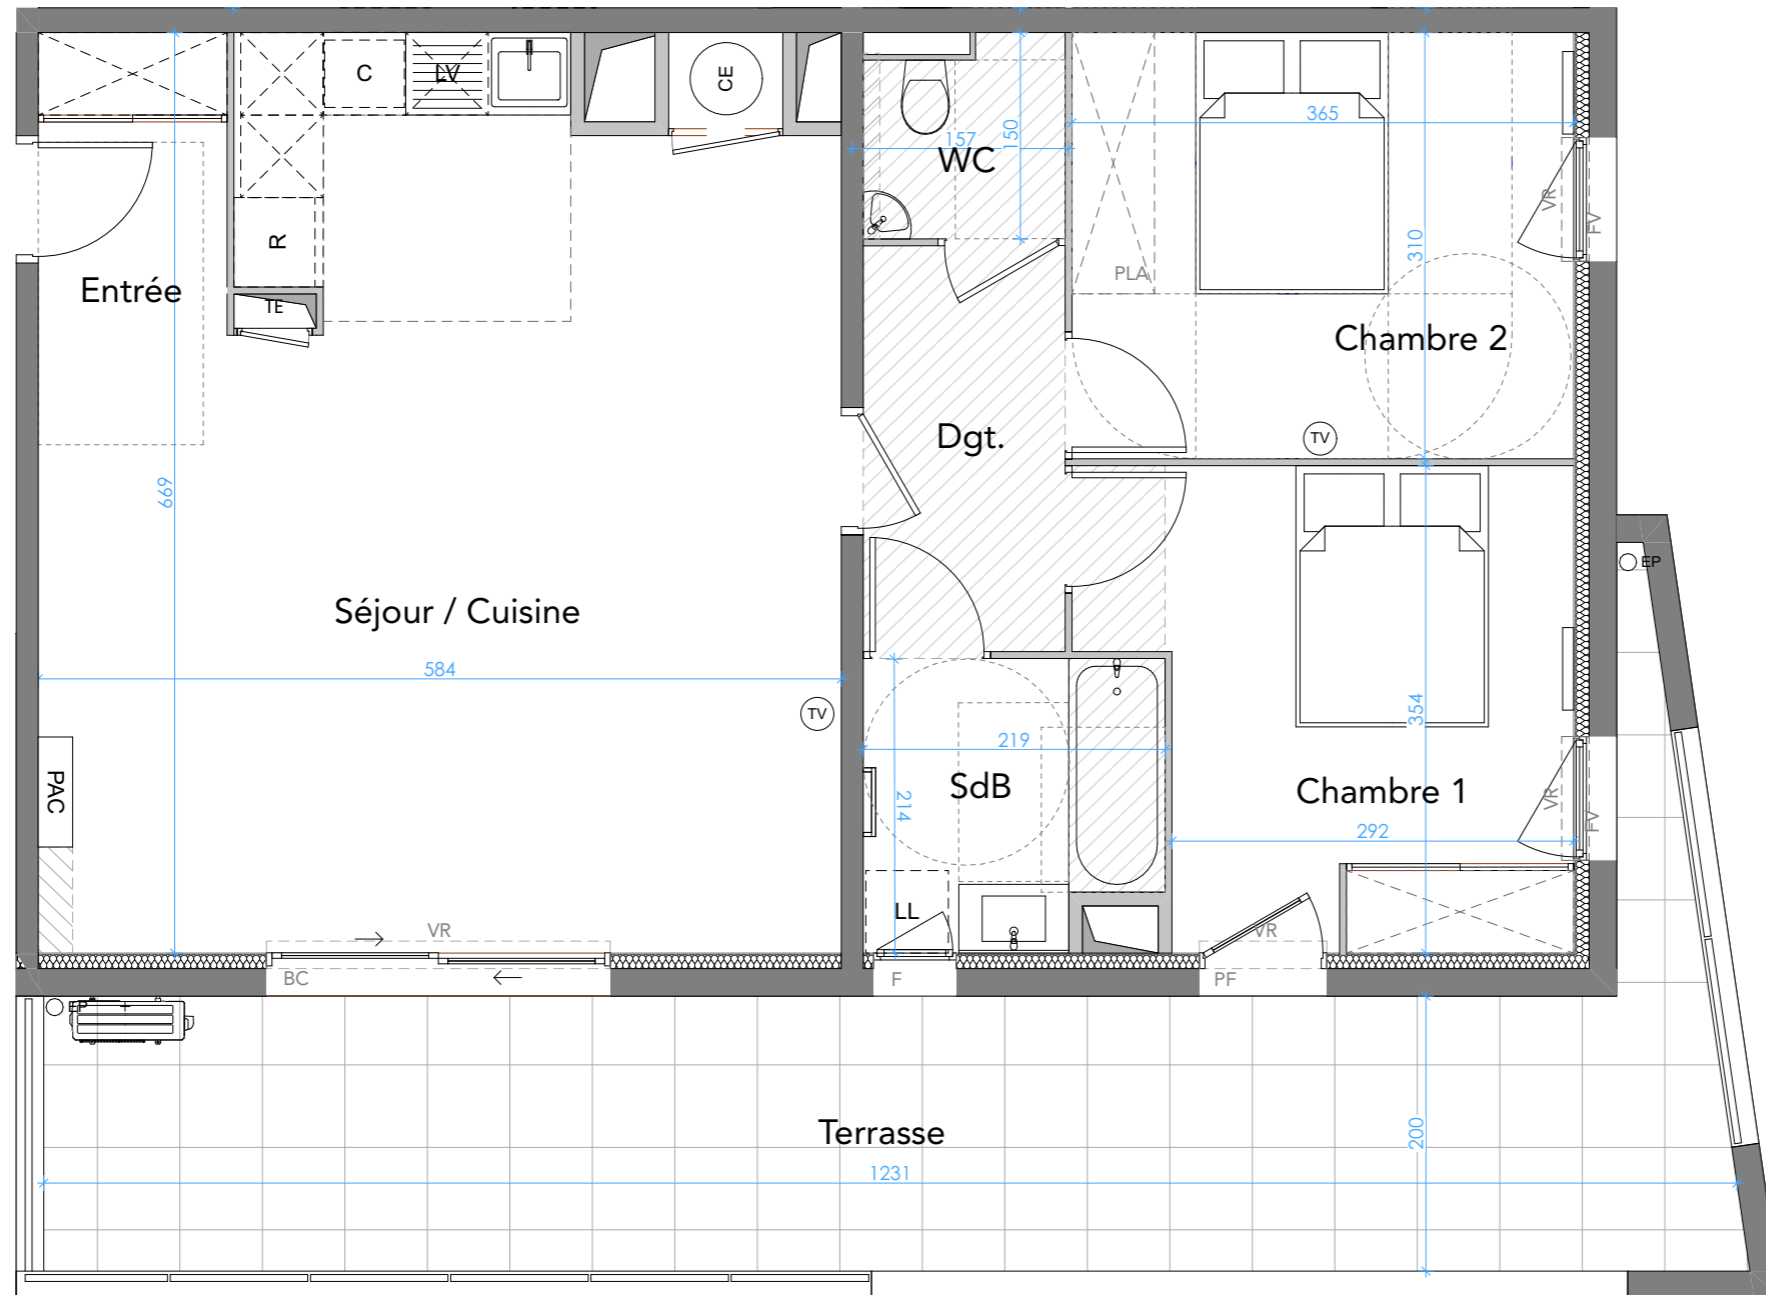 C
LV
CE
157
150
WC
365
VR
FV
R
310
Entrée
PLA
TE
Chambre 2
Dgt.
TV
669
EP
Séjour / Cuisine
584
TV
354
219
PAC
SdB
214
Chambre 1
VR
FV
292
LL
VR
VR
BC
F
PF
Terrasse
200
1231